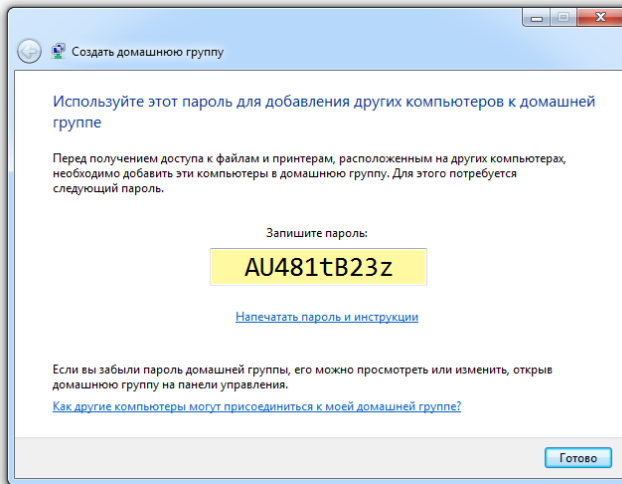 Создать домашнюю группу
Используйте этот пароль для добавления других компьютеров к домашней
группе
Перед получением доступа к файлам и принтерам, расположенным на других компьютерах,
необходимо добавить эти компьютеры в домашнюю группу. Для этого потребуется
следующий пароль.
Запишите пароль:
AU481tB23z
Напечатать пароль и инструкции
Если вы забыли пароль домашней группы, его можно просмотреть или изменить, открыв
домашнюю группу на панели управления.
Как другие компьютеры могут присоединиться к моей домашней группе?
Готово